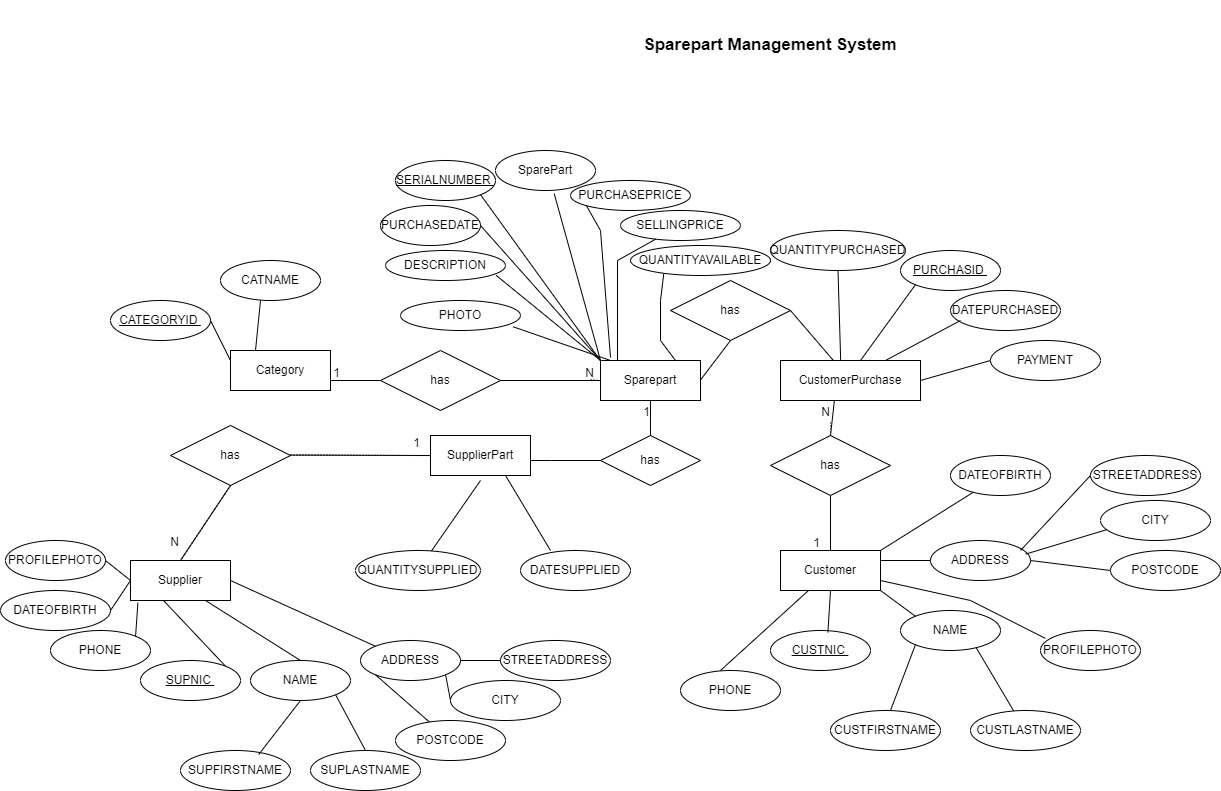 Sparepart Management System
SparePart
SERIALNUMBER
PURCHASEPRICE
PURCHASEDATE
SELLINGPRICE
QUANTITYPURCHASED
DESCRIPTION
QUANTITYAVAILABLE
PURCHASID
CATNAME
PHOTO
has
DATEPURCHASED
CATEGORYID
PAYMENT
Category
1
has
N
Sparepart
CustomerPurchase
1
N
has
1
SupplierPart
has
has
DATEOFBIRTH
STREETADDRESS
CITY
N
1
PROFILEPHOTO
Supplier
QUANTITYSUPPLIED
DATESUPPLIED
Customer
ADDRESS
POSTCODE
DATEOFBIRTH
PHONE
NAME
CUSTNIC
PROFILEPHOTO
SUPNIC
NAME
ADDRESS
STREETADDRESS
PHONE
CITY
CUSTFIRSTNAME
CUSTLASTNAME
POSTCODE
SUPFIRSTNAME
SUPLASTNAME